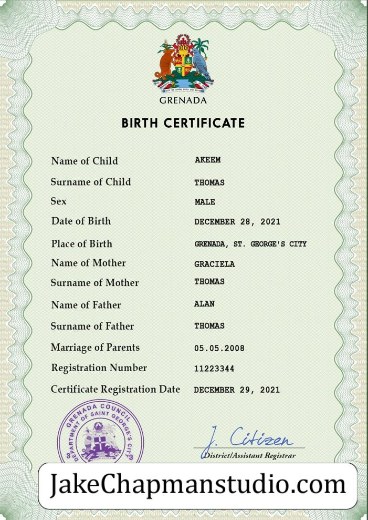 GRENADA
BIRTH CERTIFICATE
Name of Child AKEEM
Surname of Child THOMAS
Sex MALE
Date of Birth DECEMBER 28, 2021
Place of Birth GRENADA, ST. GEORGE'S CITY
Name of Mother GRACIELA
Surname of Mother THOMAS
Name of Father ALAN
Surname of Father THOMAS
Marriage of Parents 05.05.2008
Registration Number 11223344
Certificate Registration Date DECEMBER 29, 2021
GRENADA COUNCIL
DEPARTMENT OF SAINT GEORGE'S CITY
J. Citizen
District/Assistant Registrar
JakeChapmanstudio.com